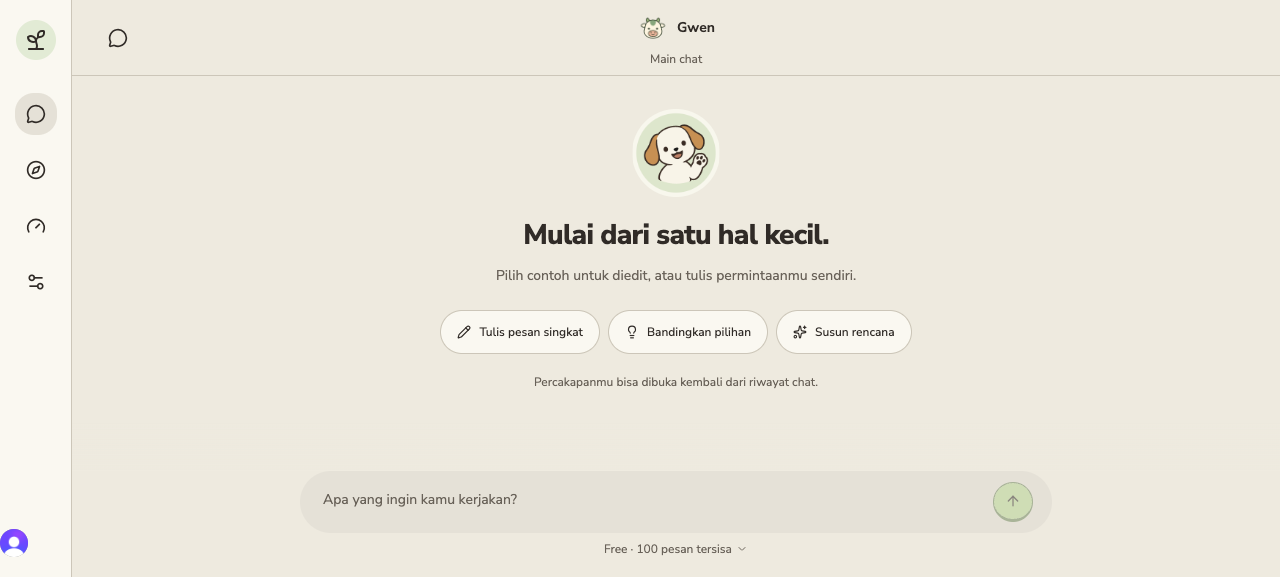 Gwen
Main chat
Mulai dari satu hal kecil.
Pilih contoh untuk diedit, atau tulis permintaanmu sendiri.
Tulis pesan singkat
Bandingkan pilihan
Susun rencana
Percakapanmu bisa dibuka kembali dari riwayat chat.
Apa yang ingin kamu kerjakan?
Free · 100 pesan tersisa